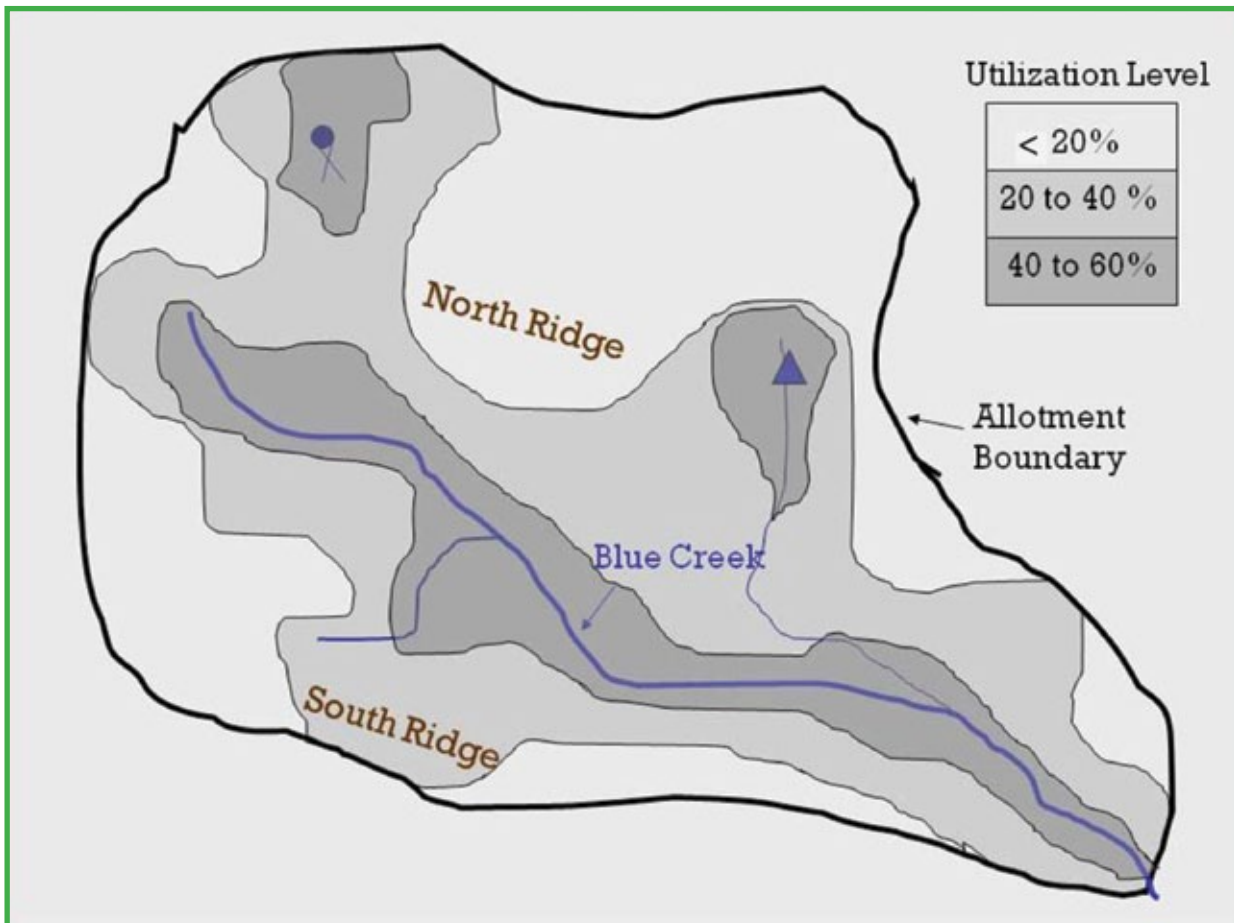 Utilization Level
< 20%
20 to 40 %
40 to 60%
North Ridge
Allotment
Boundary
Blue Creek
South Ridge